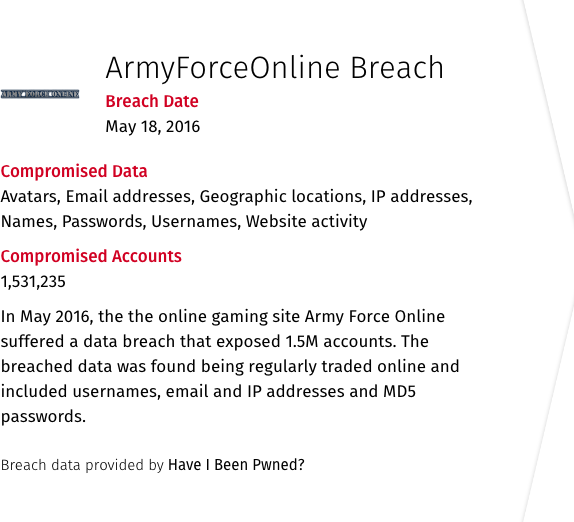 ARMY FORCE ONLINE
ArmyForceOnline Breach
Breach Date
May 18, 2016
Compromised Data
Avatars, Email addresses, Geographic locations, IP addresses,
Names, Passwords, Usernames, Website activity
Compromised Accounts
1,531,235
In May 2016, the the online gaming site Army Force Online
suffered a data breach that exposed 1.5M accounts. The
breached data was found being regularly traded online and
included usernames, email and IP addresses and MD5
passwords.
Breach data provided by Have I Been Pwned?